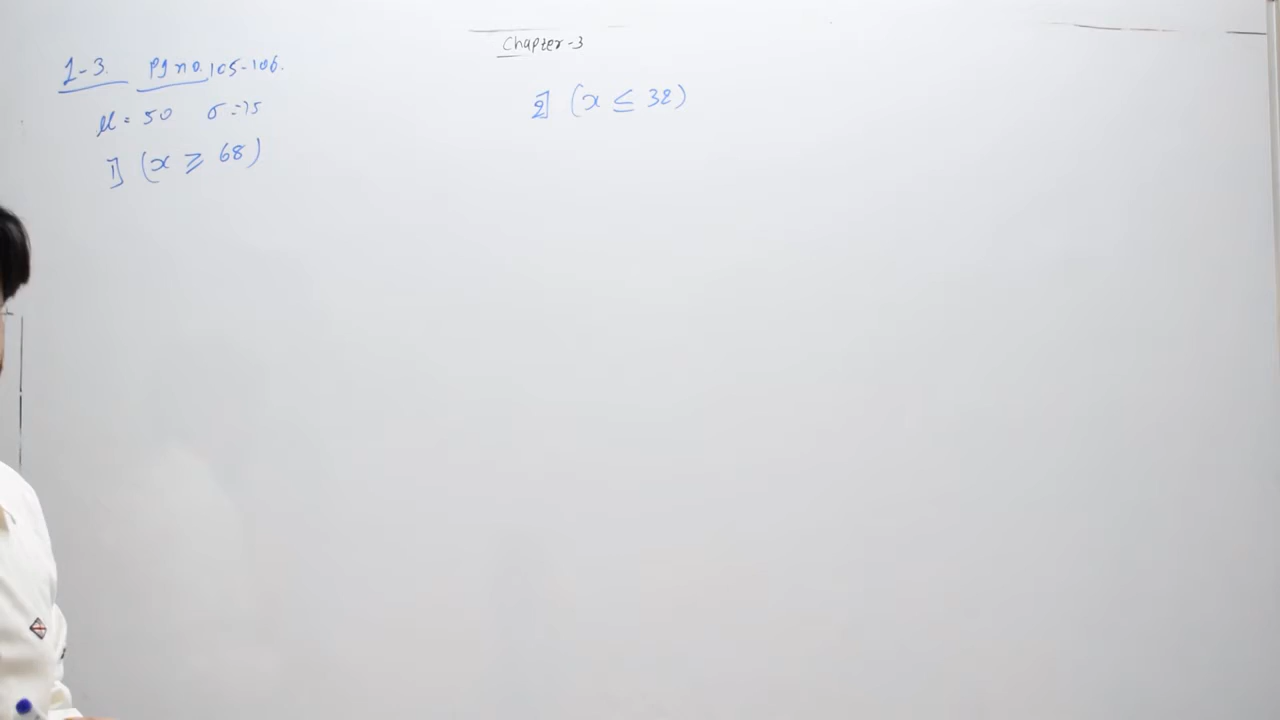 Chapter-3
1-3. Pg no. 105-106.
μ = 50 σ = 15
1] (x ≥ 68)
2] (x ≤ 32)